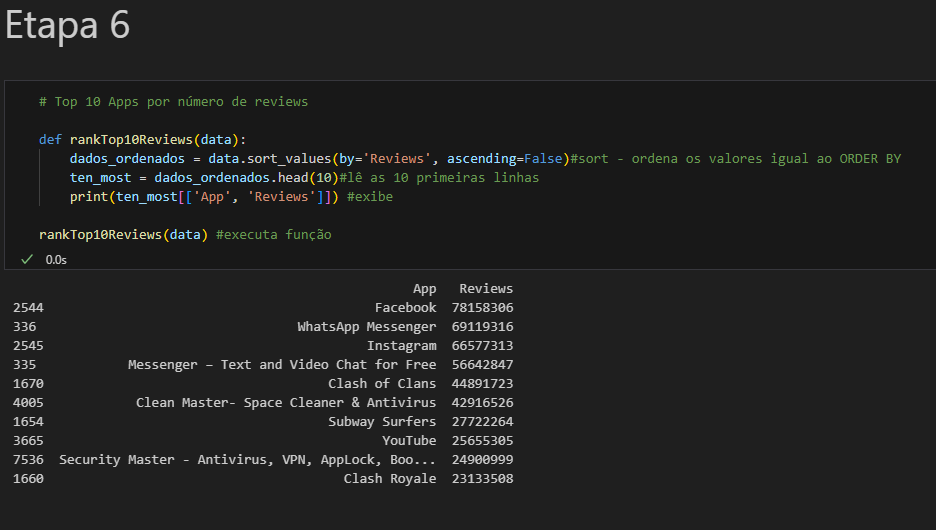 Etapa 6
# Top 10 Apps por número de reviews
def rankTop10Reviews(data):
    dados_ordenados = data.sort_values(by='Reviews', ascending=False)#sort - ordena os valores igual ao ORDER BY
    ten_most = dados_ordenados.head(10)#lê as 10 primeiras linhas
    print(ten_most[['App', 'Reviews']]) #exibe
rankTop10Reviews(data) #executa função
0.0s
App Reviews
2544 Facebook 78158306
336 WhatsApp Messenger 69119316
2545 Instagram 66577313
335 Messenger – Text and Video Chat for Free 56642847
1670 Clash of Clans 44891723
4005 Clean Master- Space Cleaner & Antivirus 42916526
1654 Subway Surfers 27722264
3665 YouTube 25655305
7536 Security Master - Antivirus, VPN, AppLock, Boo... 24900999
1660 Clash Royale 23133508